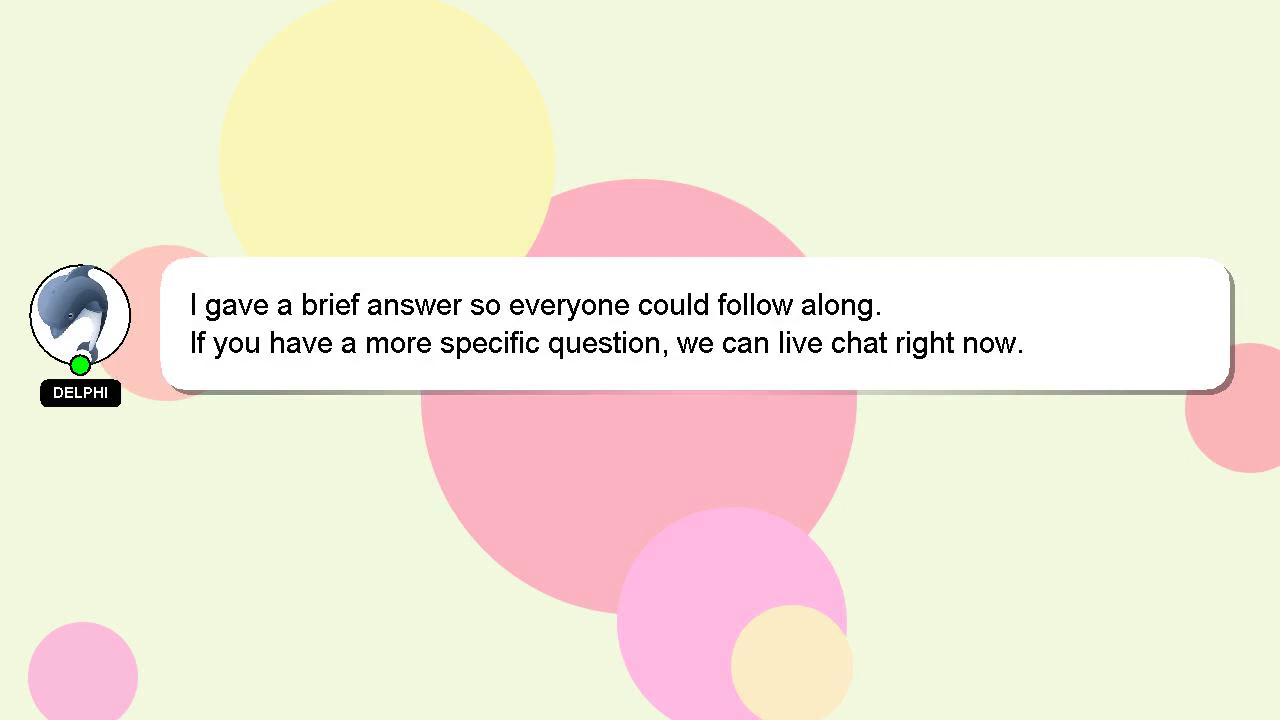 I gave a brief answer so everyone could follow along.
If you have a more specific question, we can live chat right now.
DELPHI